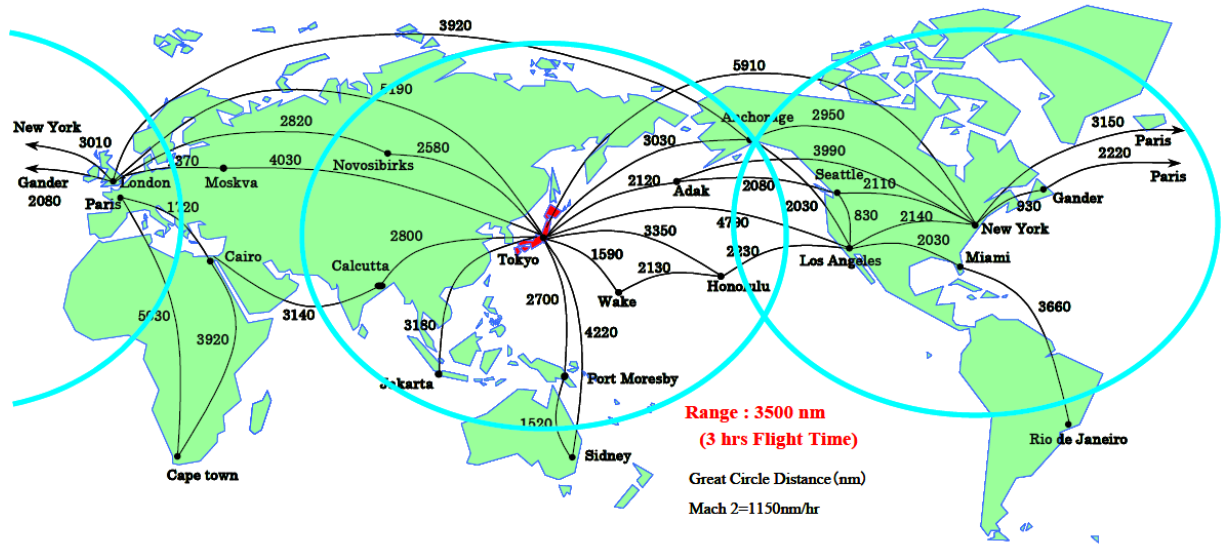 3920
5910
5190
New York
3010
2820
Anchorage
2950
3150
Paris
2580
3030
3990
2220
Novosibirks
4030
Moskva
Gander
London
2080
2120
Adak
2080
Seattle
2110
Paris
Gander
Paris
1720
2030
930
4790
830
2140
New York
2800
3350
2230
2030
Cairo
Calcutta
Tokyo
1590
Los Angeles
Miami
2130
Wake
Honolulu
2700
3140
3660
3920
4220
Jakarta
Port Moresby
Range : 3500 nm
(3 hrs Flight Time)
1520
Rio de Janeiro
Sidney
Cape town
Great Circle Distance(nm)
Mach 2=1150nm/hr